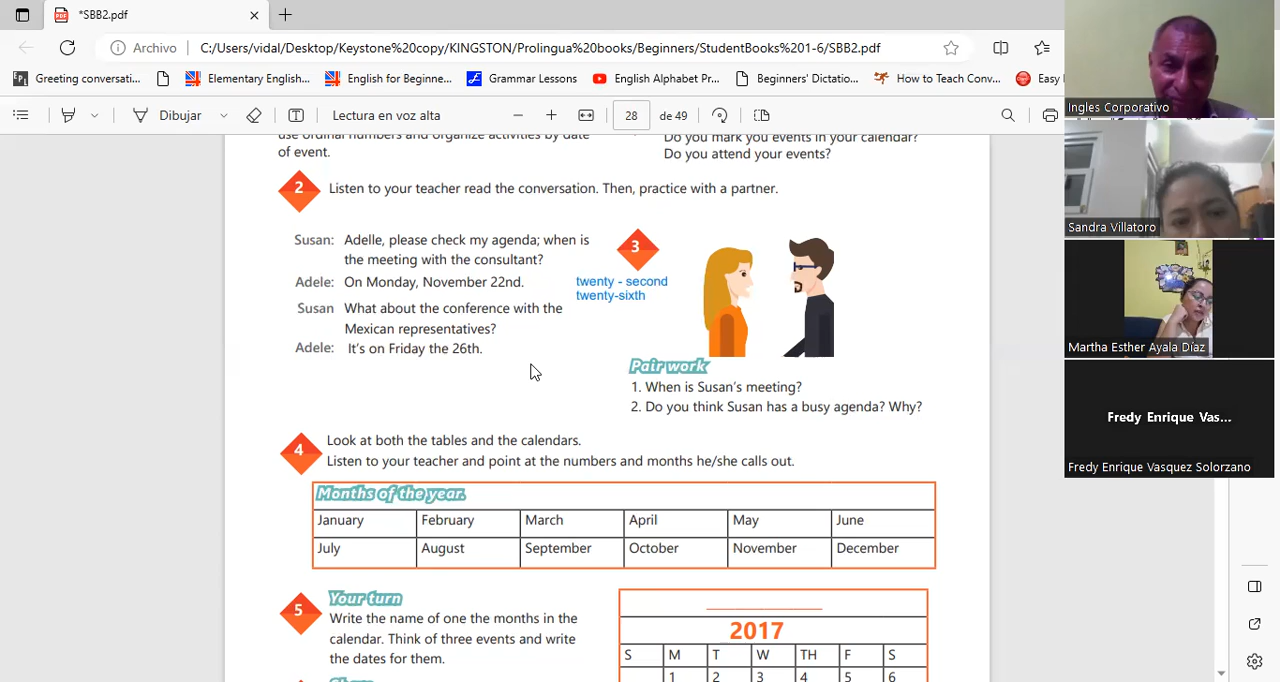 *SBB2.pdf
Archivo
C:/Users/vidal/Desktop/Keystone%20copy/KINGSTON/Prolingua%20books/Beginners/StudentBooks%201-6/SBB2.pdf
Greeting conversati...
Elementary English...
English for Beginne...
Grammar Lessons
English Alphabet Pr...
Beginners' Dictatio...
How to Teach Conv...
Easy
Dibujar
Lectura en voz alta
28
de 49
use ordinal numbers and organize activities by date
of event.
Do you mark you events in your calendar?
Do you attend your events?
2
Listen to your teacher read the conversation. Then, practice with a partner.
Susan: Adelle, please check my agenda; when is
the meeting with the consultant?
Adele: On Monday, November 22nd.
Susan What about the conference with the
Mexican representatives?
Adele: It's on Friday the 26th.
3
twenty - second
twenty-sixth
Pair work
1. When is Susan's meeting?
2. Do you think Susan has a busy agenda? Why?
4
Look at both the tables and the calendars.
Listen to your teacher and point at the numbers and months he/she calls out.
Months of the year.
January February March April May June
July August September October November December
5
Your turn
Write the name of one the months in the
calendar. Think of three events and write
the dates for them.
Share
2017
S M T W TH F S
1 2 3 4 5 6
Ingles Corporativo
Sandra Villatoro
Martha Esther Ayala Díaz
Fredy Enrique Vas...
Fredy Enrique Vasquez Solorzano